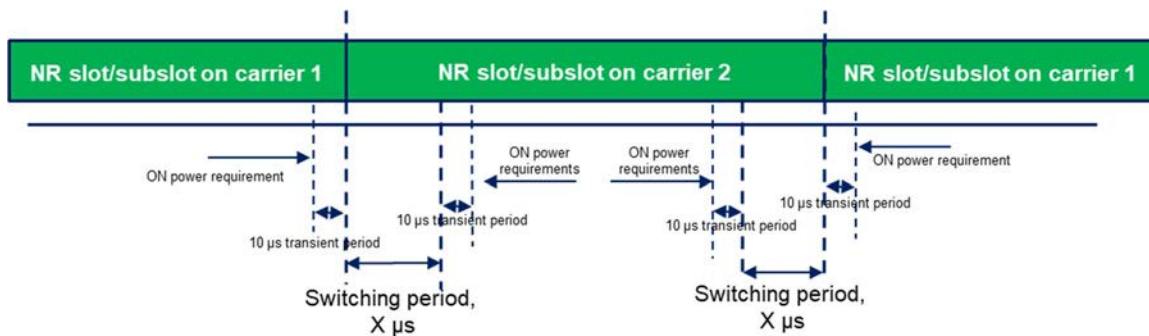 NR slot/subslot on carrier 1
NR slot/subslot on carrier 2
NR slot/subslot on carrier 1
ON power requirement
ON power
requirements
ON power
requirements
ON power requirement
10 µs transient period
10 µs transient period
10 µs transient period
10 µs transient period
Switching period,
X µs
Switching period,
X µs